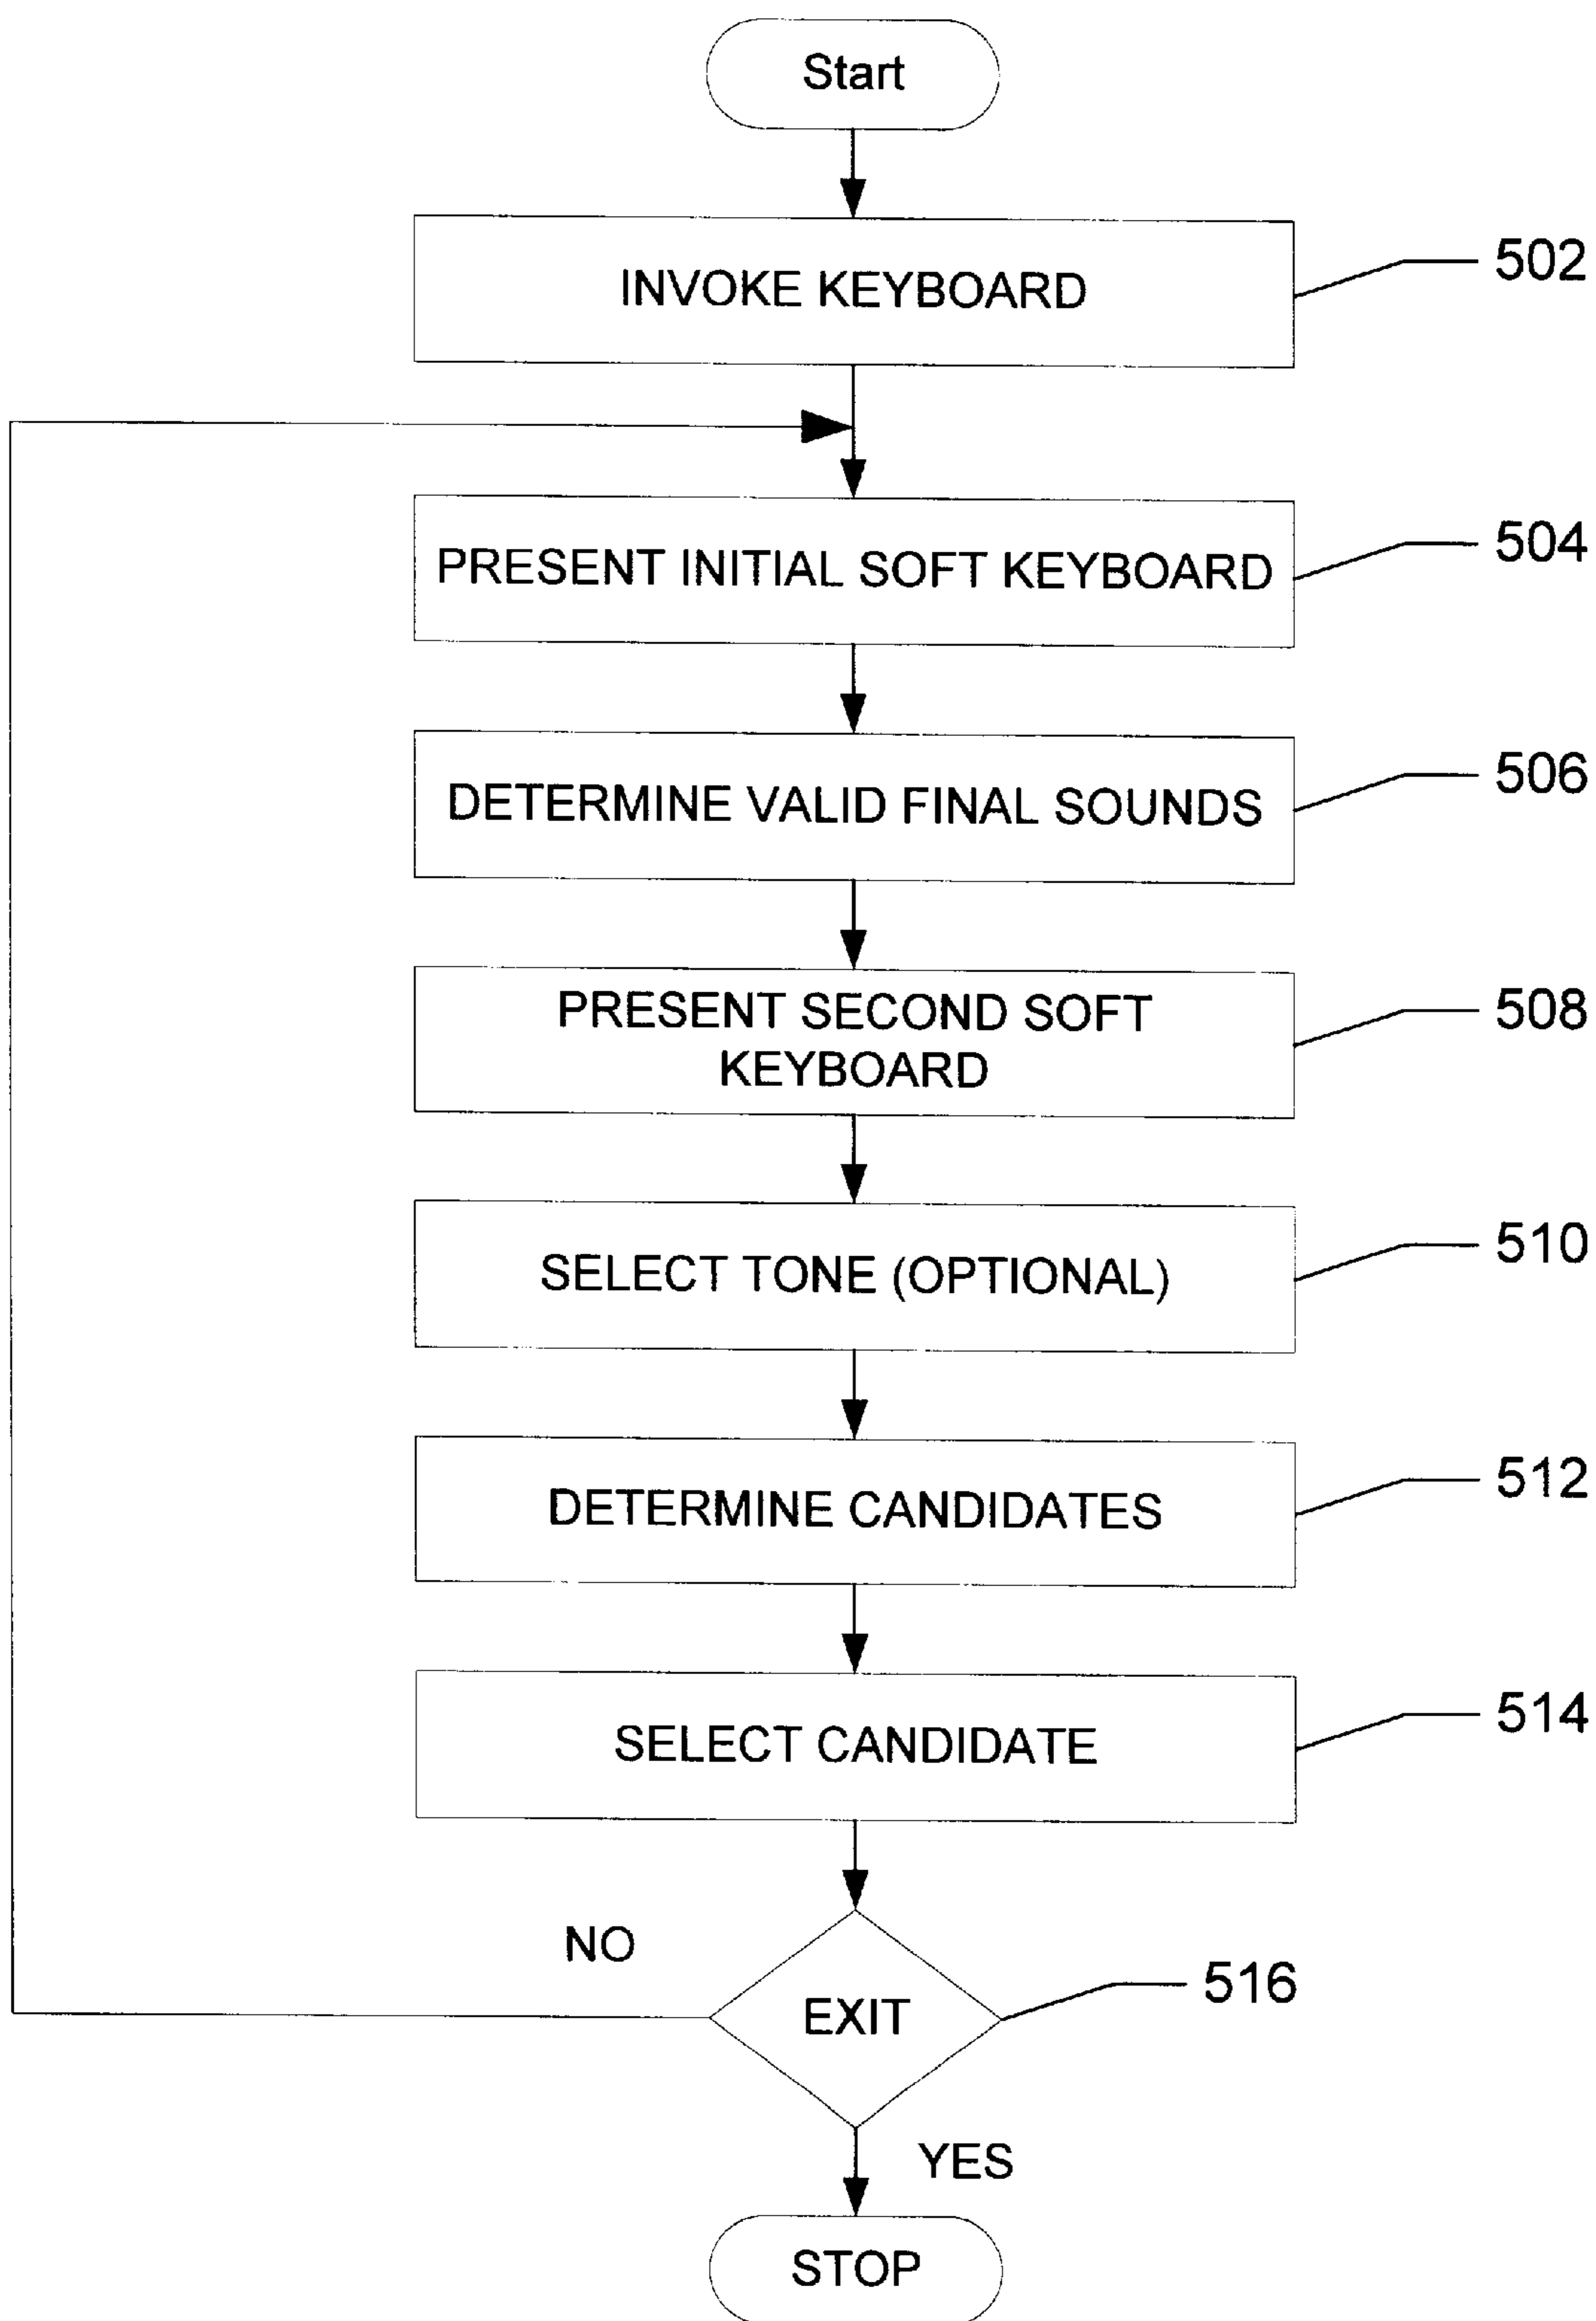 Start
INVOKE KEYBOARD
502
PRESENT INITIAL SOFT KEYBOARD
504
DETERMINE VALID FINAL SOUNDS
506
PRESENT SECOND SOFT
KEYBOARD
508
SELECT TONE (OPTIONAL)
510
DETERMINE CANDIDATES
512
SELECT CANDIDATE
514
NO
EXIT
516
YES
STOP